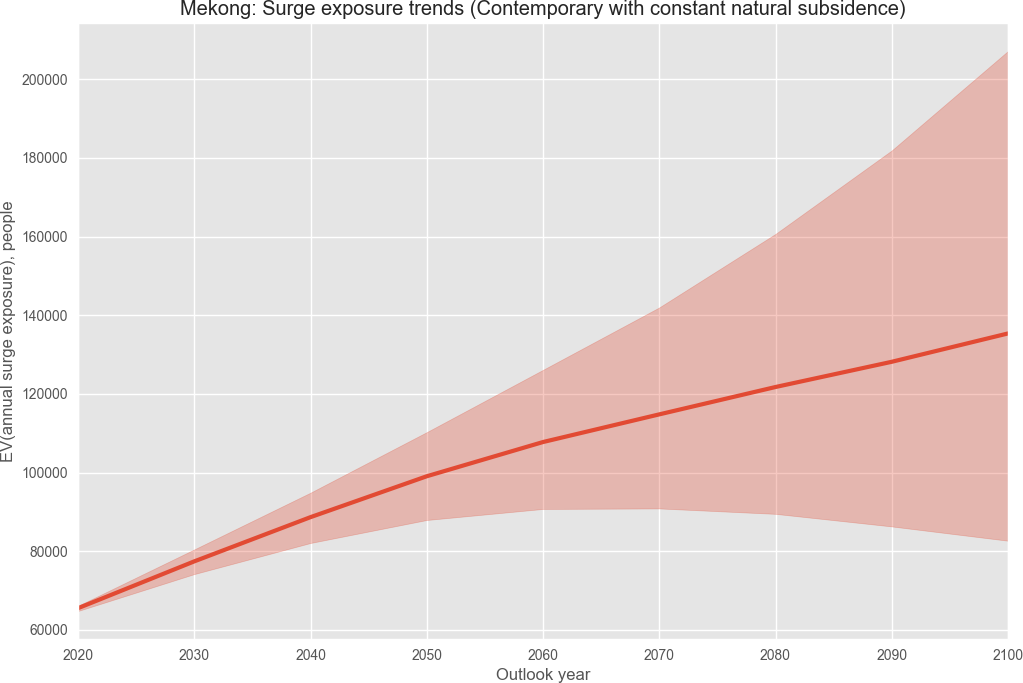 Mekong: Surge exposure trends (Contemporary with constant natural subsidence)
EV(annual surge exposure), people
200000
180000
160000
140000
120000
100000
80000
60000
2020 2030 2040 2050 2060 2070 2080 2090 2100
Outlook year